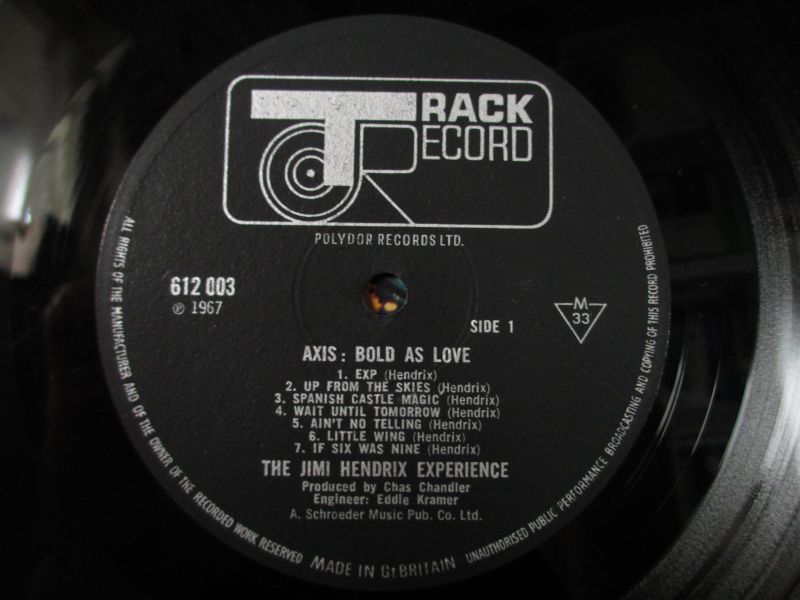 TRACK
RECORD
POLYDOR RECORDS LTD.
612 003
℗ 1967
SIDE 1
M
33
AXIS: BOLD AS LOVE
1. EXP (Hendrix)
2. UP FROM THE SKIES (Hendrix)
3. SPANISH CASTLE MAGIC (Hendrix)
4. WAIT UNTIL TOMORROW (Hendrix)
5. AIN'T NO TELLING (Hendrix)
6. LITTLE WING (Hendrix)
7. IF SIX WAS NINE (Hendrix)
THE JIMI HENDRIX EXPERIENCE
Produced by Chas Chandler
Engineer: Eddie Kramer
A. Schroeder Music Pub. Co. Ltd.
ALL RIGHTS OF THE MANUFACTURER AND OF THE OWNER OF THE RECORDED WORK RESERVED
MADE IN Gt BRITAIN
UNAUTHORISED PUBLIC PERFORMANCE BROADCASTING AND COPYING OF THIS RECORD PROHIBITED